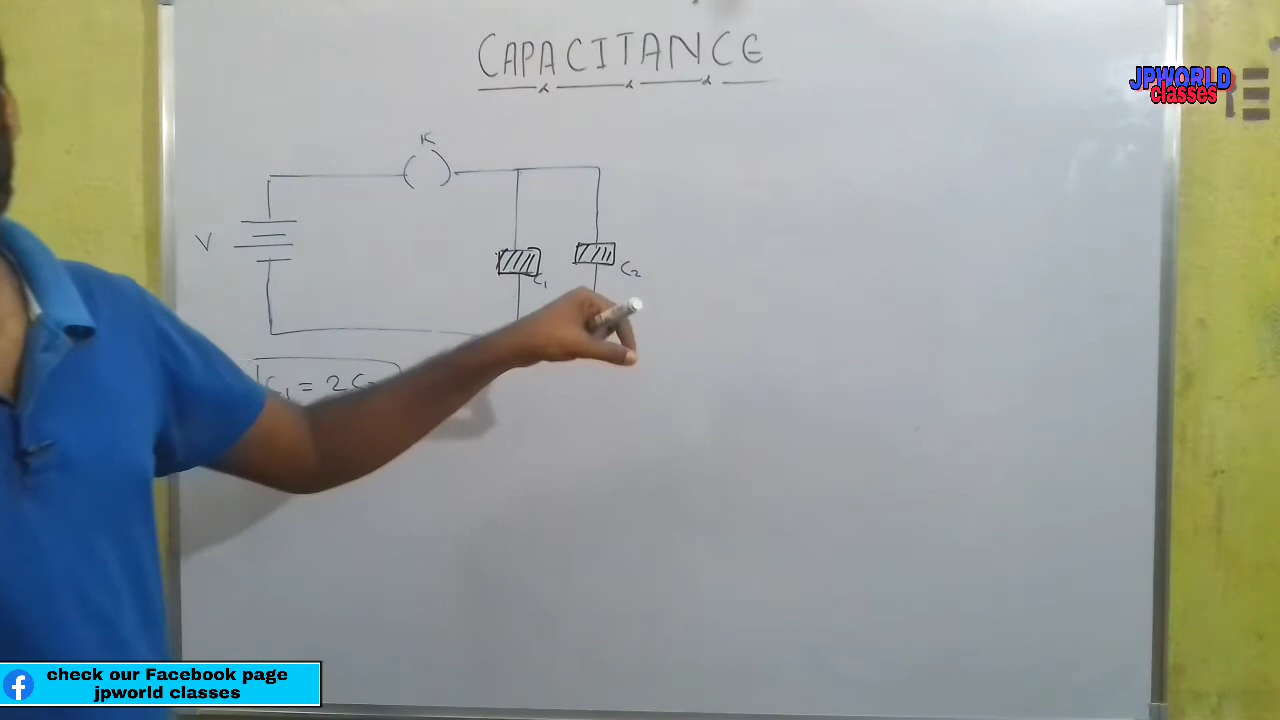 CAPACITANCE
JPWORLD
classes
K
V
C₁
C₂
C₁ = 2C
check our Facebook page
jpworld classes